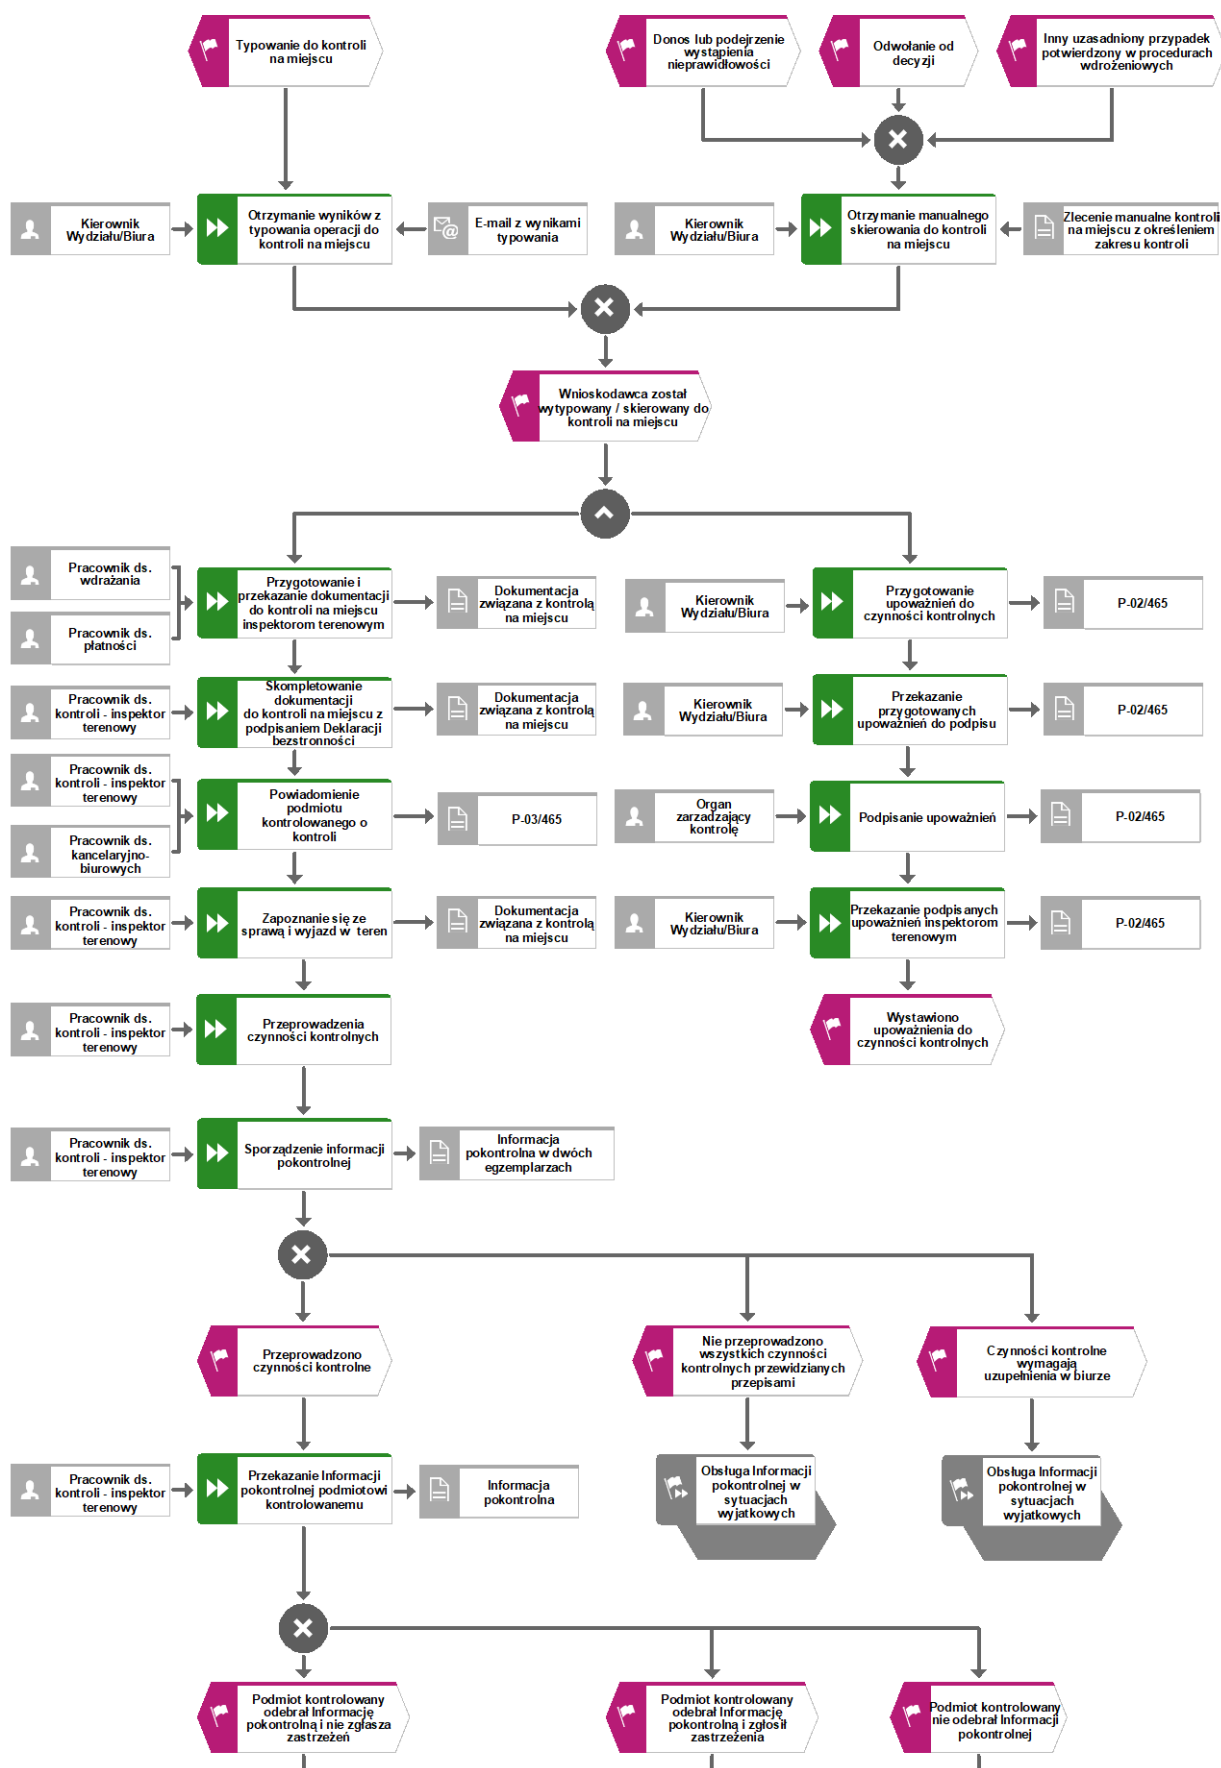 Typowanie do kontroli
na miejscu
Donos lub podejrzenie
wystąpienia
nieprawidłowości
Odwołanie od
decyzji
Inny uzasadniony przypadek
potwierdzony w procedurach
wdrożeniowych
Kierownik
Wydziału/Biura
Otrzymanie wyników z
typowania operacji do
kontroli na miejscu
E-mail z wynikami
typowania
Kierownik
Wydziału/Biura
Otrzymanie manualnego
skierowania do kontroli
na miejscu
Zlecenie manualne kontroli
na miejscu z określeniem
zakresu kontroli
Wnioskodawca został
wytypowany / skierowany do
kontroli na miejscu
Pracownik ds.
wdrażania
Pracownik ds.
płatności
Przygotowanie i
przekazanie dokumentacji
do kontroli na miejscu
inspektorom terenowym
Dokumentacja
związana z kontrolą
na miejscu
Kierownik
Wydziału/Biura
Przygotowanie
upoważnień do
czynności kontrolnych
P-02/465
Pracownik ds.
kontroli - inspektor
terenowy
Skompletowanie
dokumentacji
do kontroli na miejscu z
podpisaniem Deklaracji
bezstronności
Dokumentacja
związana z kontrolą
na miejscu
Kierownik
Wydziału/Biura
Przekazanie
przygotowanych
upoważnień do podpisu
P-02/465
Pracownik ds.
kontroli - inspektor
terenowy
Pracownik ds.
kancelaryjno-
biurowych
Powiadomienie
podmiotu
kontrolowanego o
kontroli
P-03/465
Organ
zarzadzający
kontrolę
Podpisanie upoważnień
P-02/465
Pracownik ds.
kontroli - inspektor
terenowy
Zapoznanie się ze
sprawą i wyjazd w teren
Dokumentacja
związana z kontrolą
na miejscu
Kierownik
Wydziału/Biura
Przekazanie podpisanych
upoważnień inspektorom
terenowym
P-02/465
Pracownik ds.
kontroli - inspektor
terenowy
Przeprowadzenia
czynności kontrolnych
Wystawiono
upoważnienia do
czynności kontrolnych
Pracownik ds.
kontroli - inspektor
terenowy
Sporządzenie informacji
pokontrolnej
Informacja
pokontrolna w dwóch
egzemplarzach
Przeprowadzono
czynności kontrolne
Nie przeprowadzono
wszystkich czynności
kontrolnych przewidzianych
przepisami
Czynności kontrolne
wymagają
uzupełnienia w biurze
Pracownik ds.
kontroli - inspektor
terenowy
Przekazanie Informacji
pokontrolnej podmiotowi
kontrolowanemu
Informacja
pokontrolna
Obsługa Informacji
pokontrolnej w
sytuacjach
wyjatkowych
Obsługa Informacji
pokontrolnej w
sytuacjach
wyjatkowych
Podmiot kontrolowany
odebrał Informację
pokontrolną i nie zgłasza
zastrzeżeń
Podmiot kontrolowany
odebrał Informację
pokontrolną i zgłosił
zastrzeżenia
Podmiot kontrolowany
nie odebrał Informacji
pokontrolnej